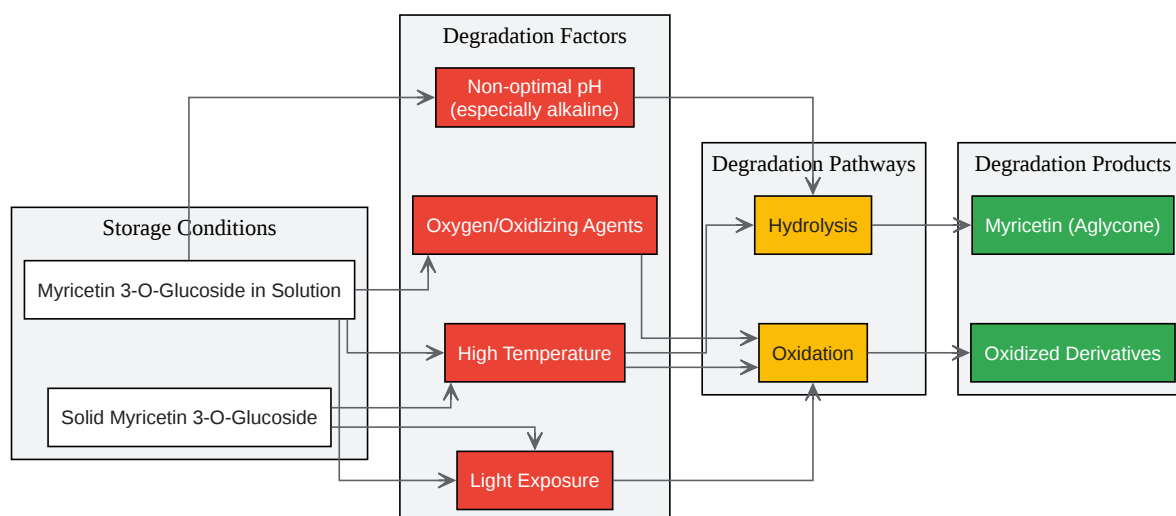 Storage Conditions
Myricetin 3-O-Glucoside in Solution
Solid Myricetin 3-O-Glucoside
Degradation Factors
Non-optimal pH
(especially alkaline)
Oxygen/Oxidizing Agents
High Temperature
Light Exposure
Degradation Pathways
Hydrolysis
Oxidation
Degradation Products
Myricetin (Aglycone)
Oxidized Derivatives